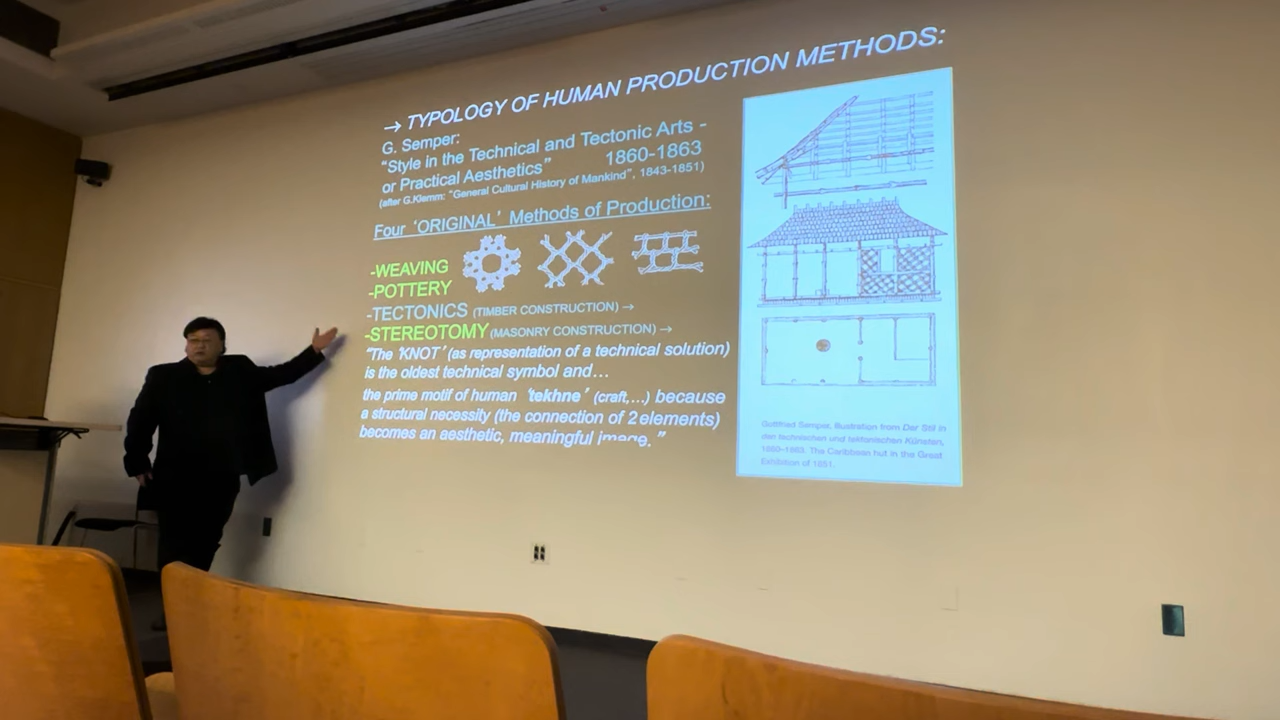 → TYPOLOGY OF HUMAN PRODUCTION METHODS:
G. Semper:
“Style in the Technical and Tectonic Arts -
or Practical Aesthetics” 1860-1863
(after G.Klemm: “General Cultural History of Mankind”, 1843-1851)
Four ‘ORIGINAL’ Methods of Production:
-WEAVING
-POTTERY
-TECTONICS (TIMBER CONSTRUCTION) →
-STEREOTOMY (MASONRY CONSTRUCTION) →
“The ‘KNOT’ (as representation of a technical solution)
is the oldest technical symbol and…
the prime motif of human ‘tekhne’ (craft,…) because
a structural necessity (the connection of 2 elements)
becomes an aesthetic, meaningful image.”
Gottfried Semper. Illustration from Der Stil in
den technischen und tektonischen Künsten,
1860–1863. The Caribbean hut in the Great
Exhibition of 1851.